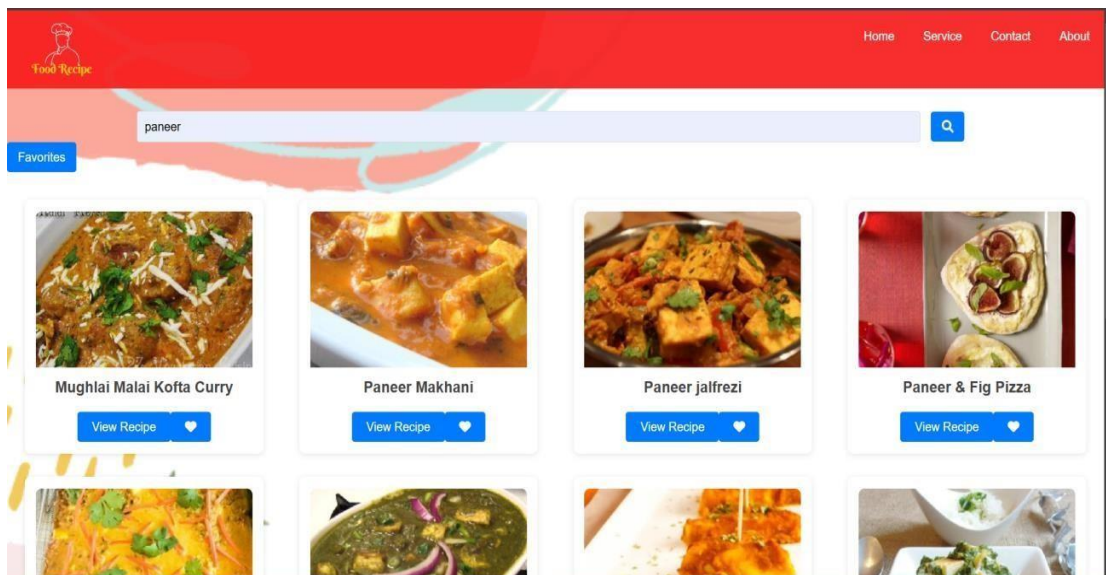 Food Recipe
Home Service Contact About
paneer
Favorites
Mughlai Malai Kofta Curry
Paneer Makhani
Paneer jalfrezi
Paneer & Fig Pizza
View Recipe
View Recipe
View Recipe
View Recipe